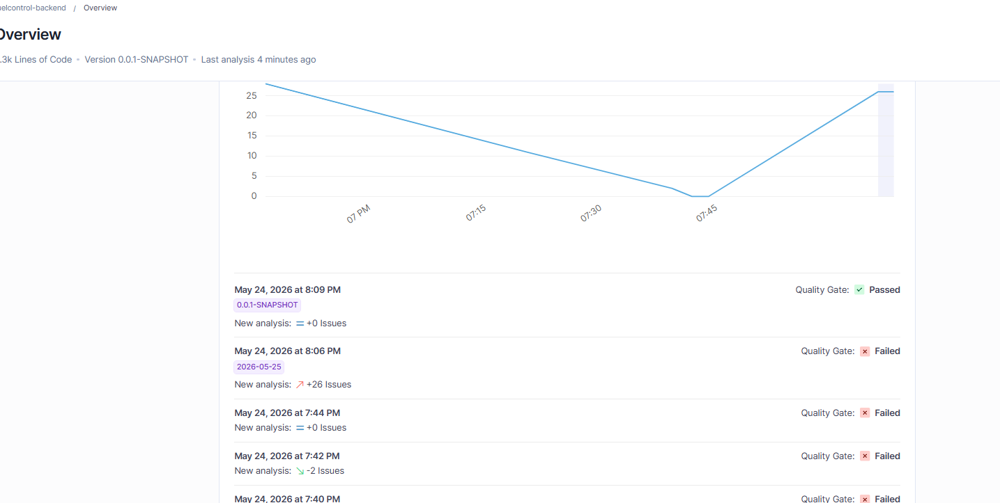 elcontrol-backend / Overview
Overview
.3k Lines of Code • Version 0.0.1-SNAPSHOT • Last analysis 4 minutes ago
25
20
15
10
5
0
07 PM
07:15
07:30
07:45
May 24, 2026 at 8:09 PM
Quality Gate: Passed
0.0.1-SNAPSHOT
New analysis: +0 Issues
May 24, 2026 at 8:06 PM
Quality Gate: Failed
2026-05-25
New analysis: +26 Issues
May 24, 2026 at 7:44 PM
Quality Gate: Failed
New analysis: +0 Issues
May 24, 2026 at 7:42 PM
Quality Gate: Failed
New analysis: -2 Issues
May 24, 2026 at 7:40 PM
Quality Gate: Failed